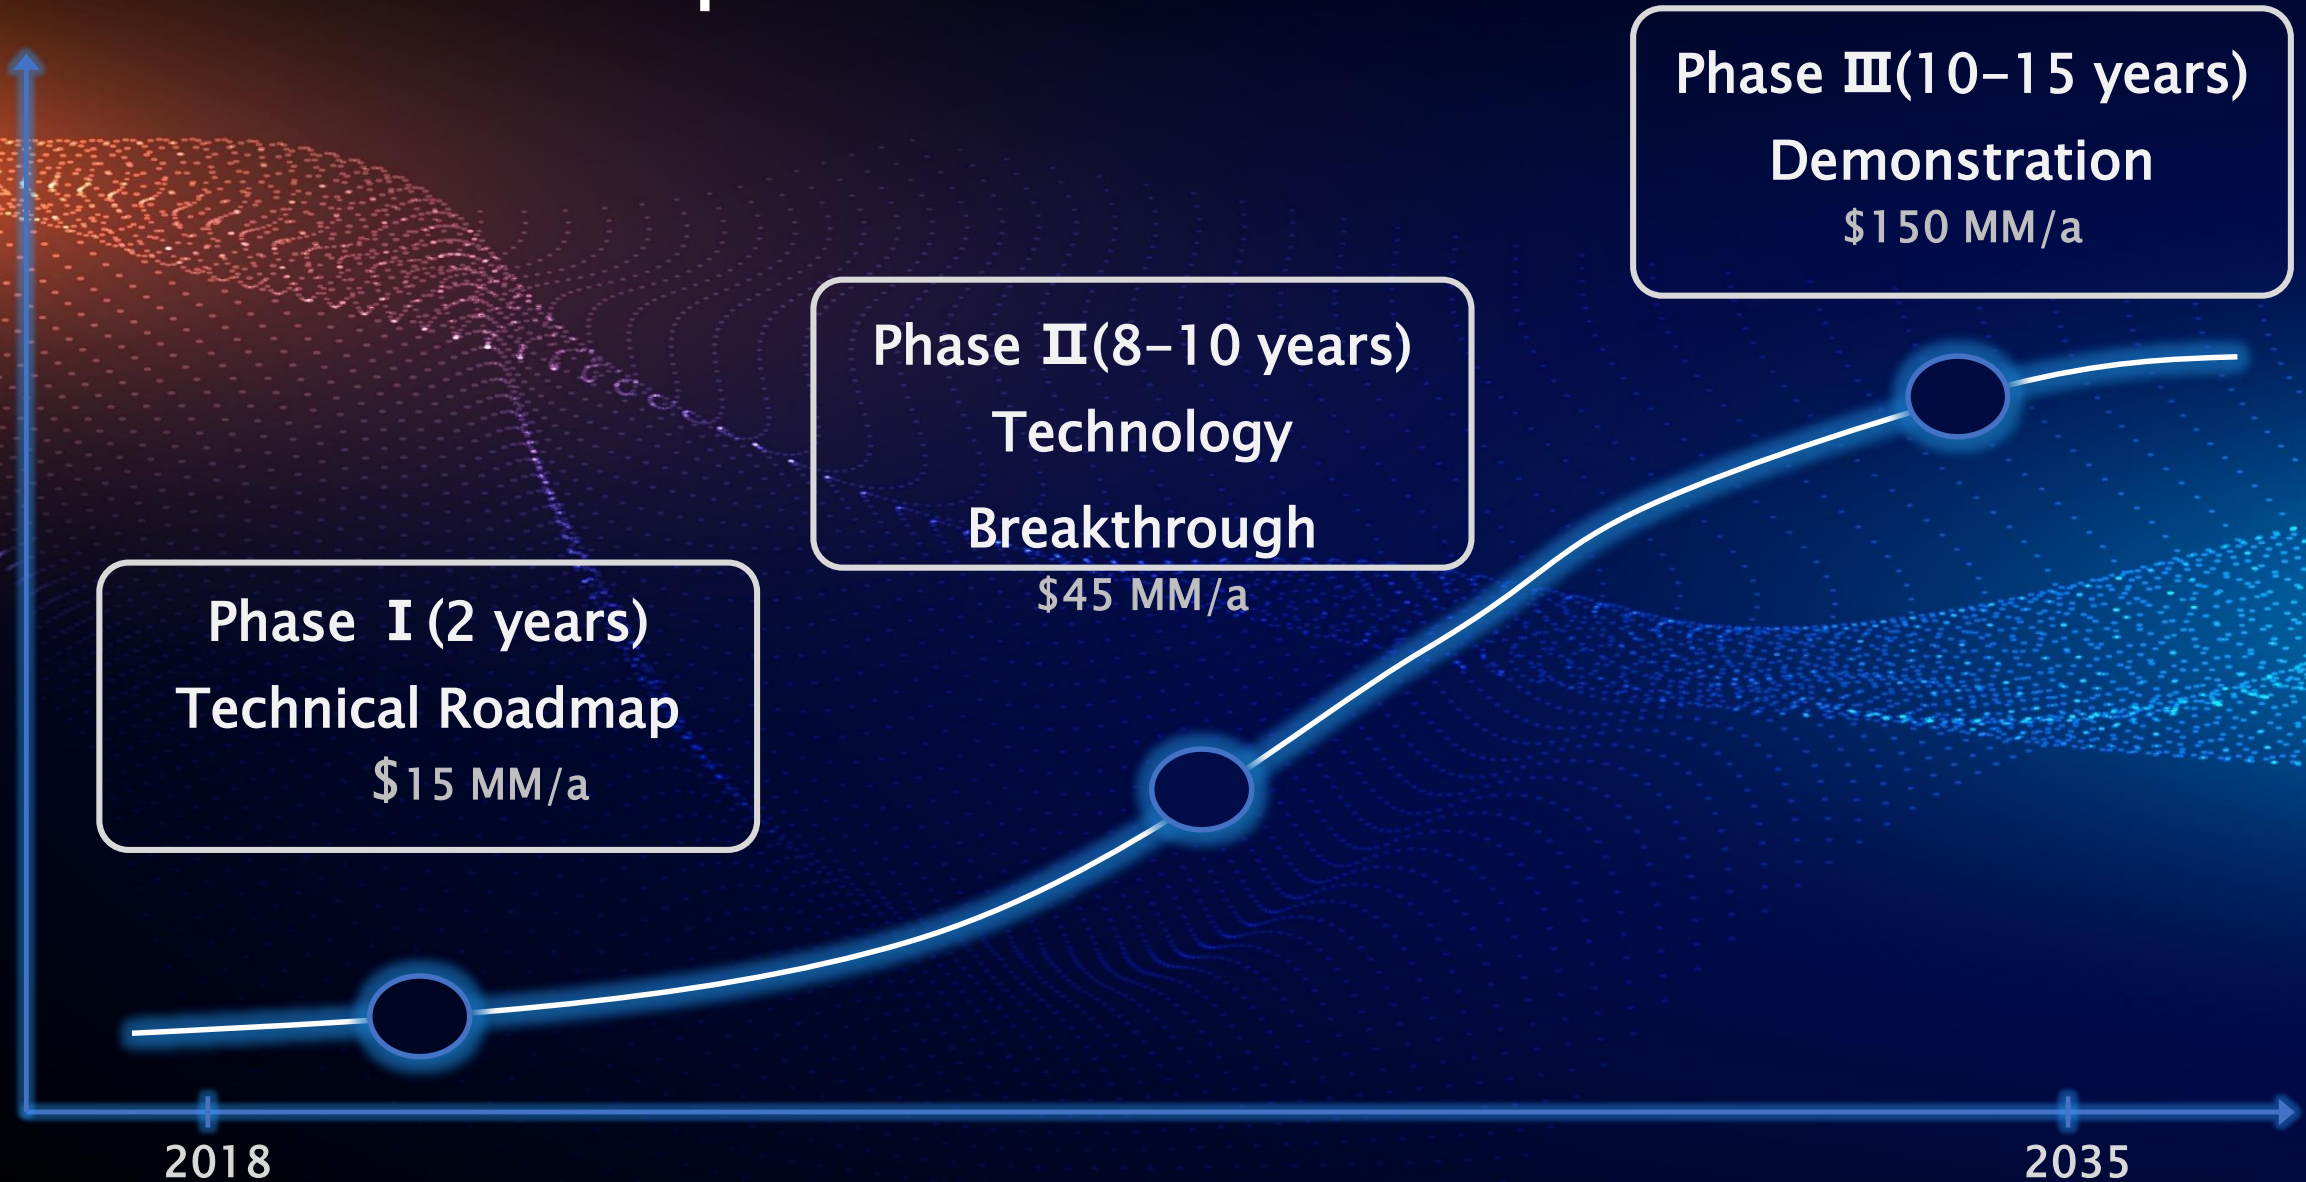 Phase Ⅰ (2 years)
Technical Roadmap
$15 MM/a
Phase Ⅱ(8–10 years)
Technology
Breakthrough
$45 MM/a
Phase Ⅲ(10–15 years)
Demonstration
$150 MM/a
2018
2035